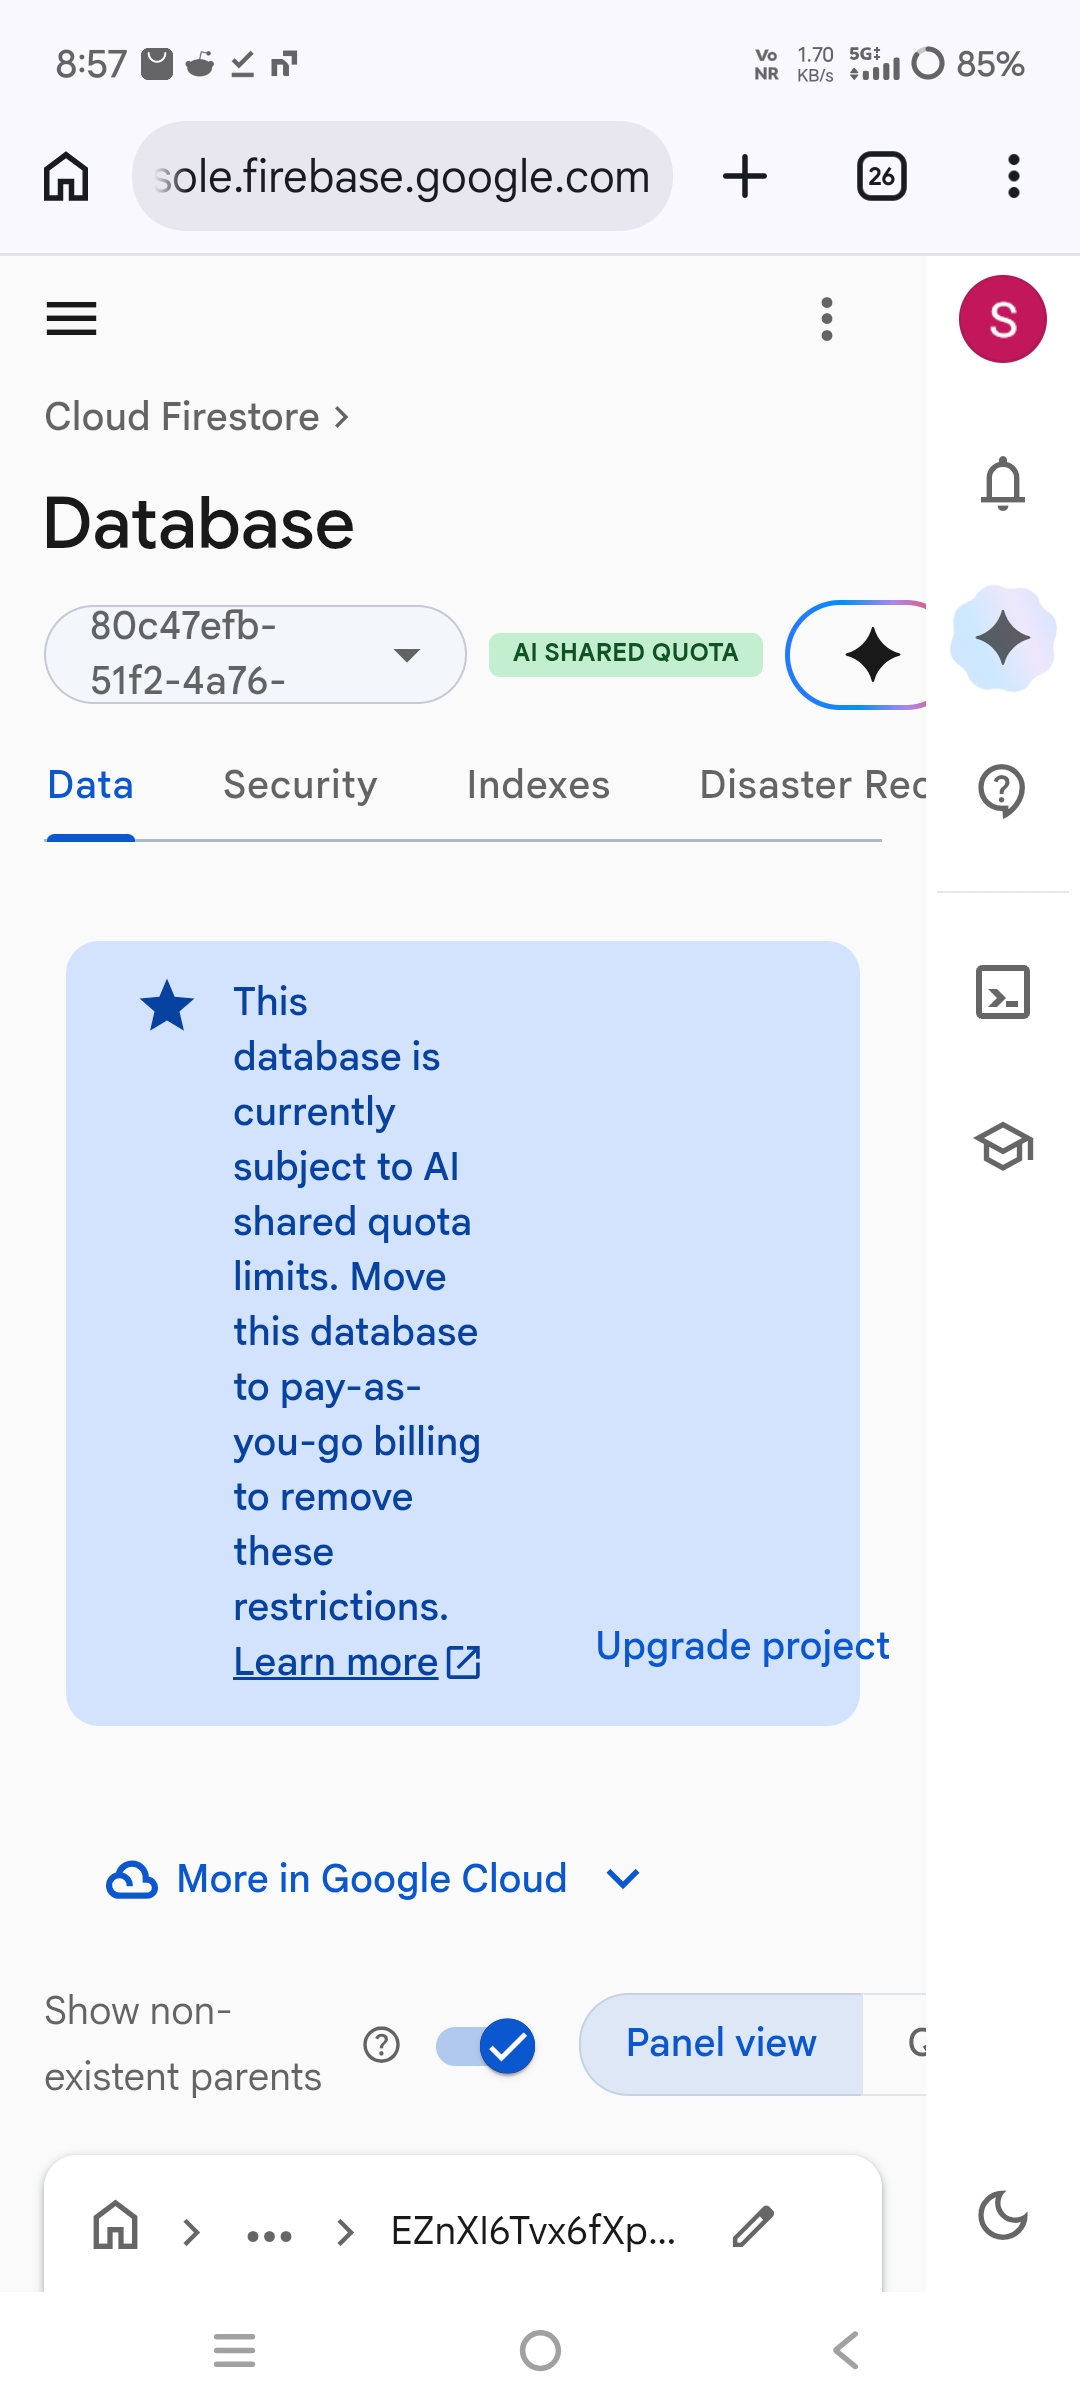 8:57
Vo NR
1.70 KB/s
5G
85%
sole.firebase.google.com
26
S
Cloud Firestore
Database
80c47efb-
51f2-4a76-
AI SHARED QUOTA
Data Security Indexes Disaster Rec
This
database is
currently
subject to AI
shared quota
limits. Move
this database
to pay-as-
you-go billing
to remove
these
restrictions.
Learn more
Upgrade project
More in Google Cloud
Show non-
existent parents
Panel view
EZnXI6Tvx6fXp...